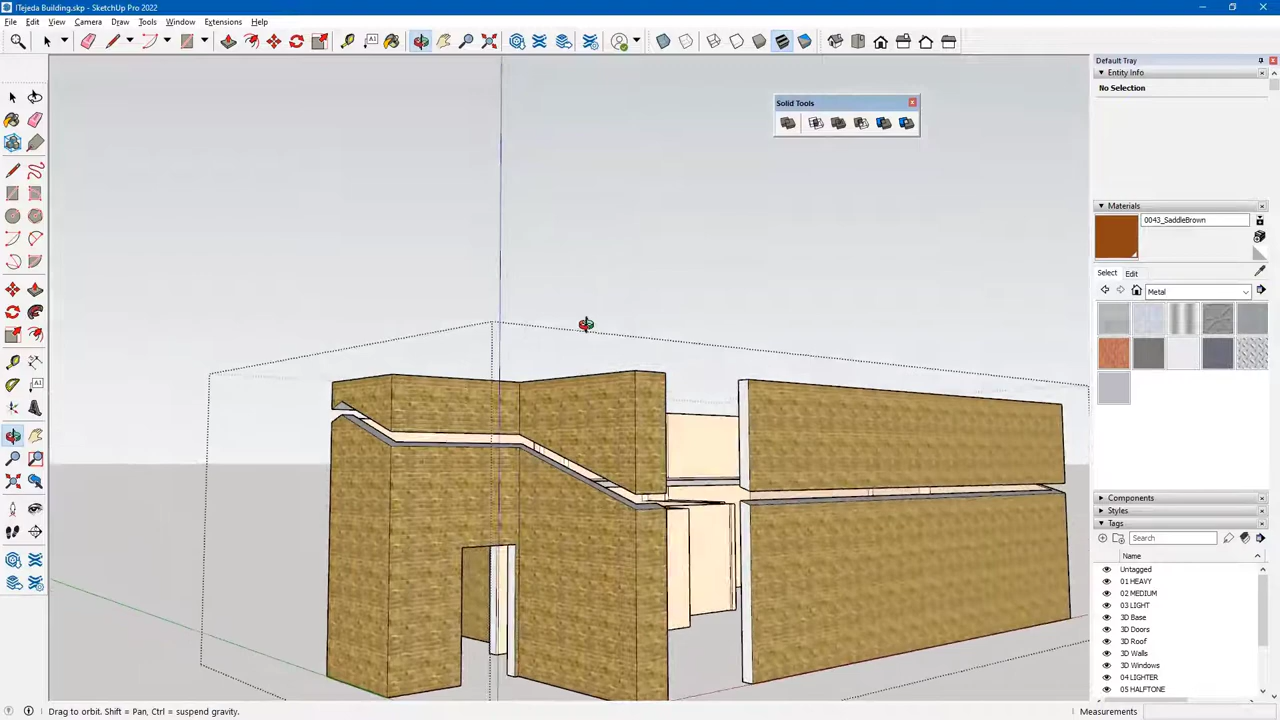 ITejeda Building.skp - SketchUp Pro 2022
File Edit View Camera Draw Tools Window Extensions Help
Default Tray
Entity Info
No Selection
Solid Tools
Materials
0043_SaddleBrown
Select Edit
Metal
Components
Styles
Tags
Search
Name
Untagged
01 HEAVY
02 MEDIUM
03 LIGHT
3D Base
3D Doors
3D Roof
3D Walls
3D Windows
04 LIGHTER
05 HALFTONE
Drag to orbit. Shift = Pan, Ctrl = suspend gravity.
Measurements